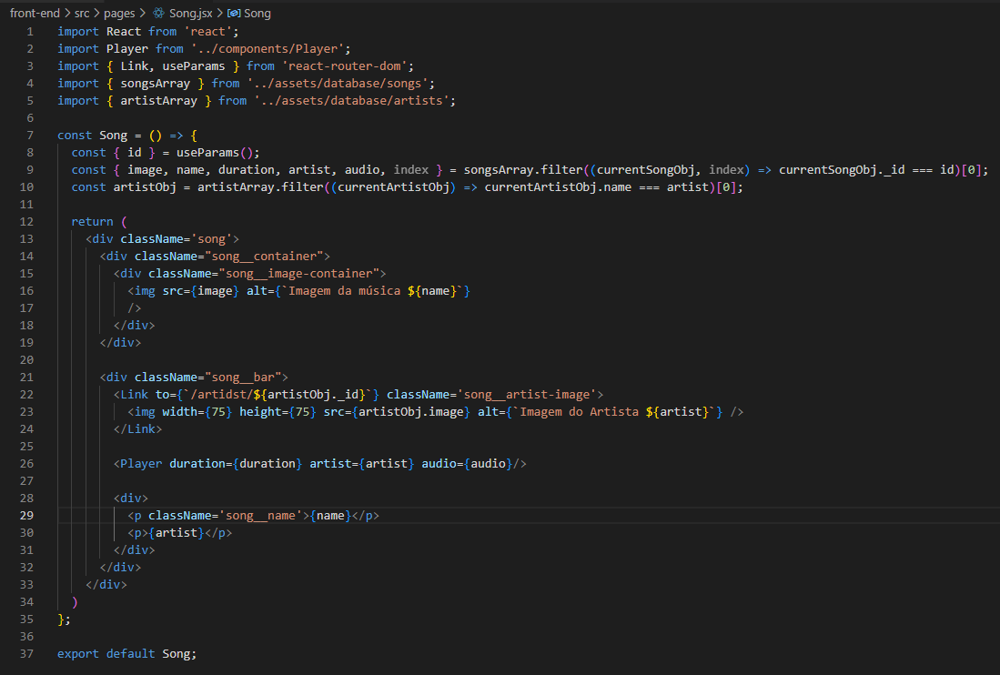 front-end > src > pages > Song.jsx > Song
1 import React from 'react';
2 import Player from '../components/Player';
3 import { Link, useParams } from 'react-router-dom';
4 import { songsArray } from '../assets/database/songs';
5 import { artistArray } from '../assets/database/artists';
6
7 const Song = () => {
8   const { id } = useParams();
9   const { image, name, duration, artist, audio, index } = songsArray.filter((currentSongObj, index) => currentSongObj._id === id)[0];
10   const artistObj = artistArray.filter((currentArtistObj) => currentArtistObj.name === artist)[0];
11
12   return (
13     <div className='song'>
14       <div className="song__container">
15         <div className="song__image-container">
16           <img src={image} alt={`Imagem da música ${name}`}
17           />
18         </div>
19       </div>
20
21       <div className="song__bar">
22         <Link to={`/artidst/${artistObj._id}`} className='song__artist-image'>
23           <img width={75} height={75} src={artistObj.image} alt={`Imagem do Artista ${artist}`} />
24         </Link>
25
26         <Player duration={duration} artist={artist} audio={audio}/>
27
28         <div>
29           <p className='song__name'>{name}</p>
30           <p>{artist}</p>
31         </div>
32       </div>
33     </div>
34   )
35 };
36
37 export default Song;